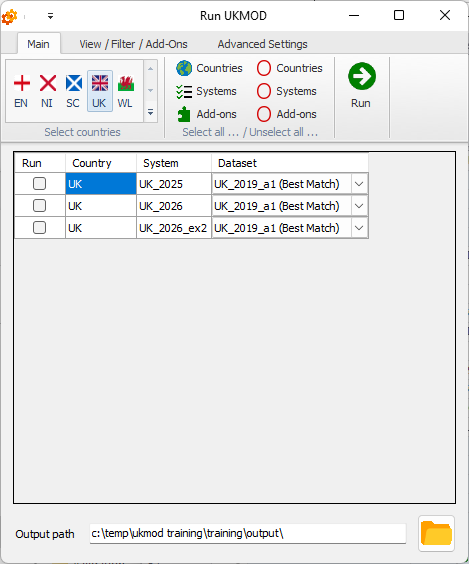 Run UKMOD
Main View / Filter / Add-Ons Advanced Settings
EN NI SC UK WL
Select countries
Countries Countries
Systems Systems
Add-ons Add-ons
Select all ... / Unselect all ...
Run
Run Country System Dataset
UK UK_2025 UK_2019_a1 (Best Match)
UK UK_2026 UK_2019_a1 (Best Match)
UK UK_2026_ex2 UK_2019_a1 (Best Match)
Output path c:\temp\ukmod training\training\output\